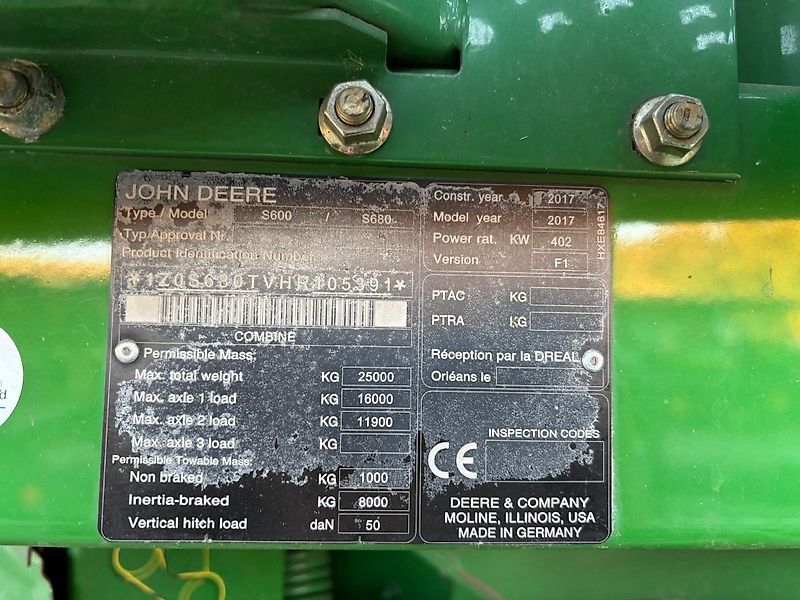 JOHN DEERE
Type / Model S600 / S680
Typ Approval Nr.
Product Identification Number
*1Z0S680TVHR105391*
COMBINE
Permissible Mass:
Max. total weight KG 25000
Max. axle 1 load KG 16000
Max. axle 2 load KG 11900
Max. axle 3 load KG
Permissible Towable Mass:
Non braked KG 1000
Inertia-braked KG 8000
Vertical hitch load daN 50
Constr. year 2017
Model year 2017
Power rat. KW 402
Version F1
HXE84617
PTAC KG
PTRA KG
Réception par la DREAL
Orléans le
INSPECTION CODES
CE
DEERE & COMPANY
MOLINE, ILLINOIS, USA
MADE IN GERMANY